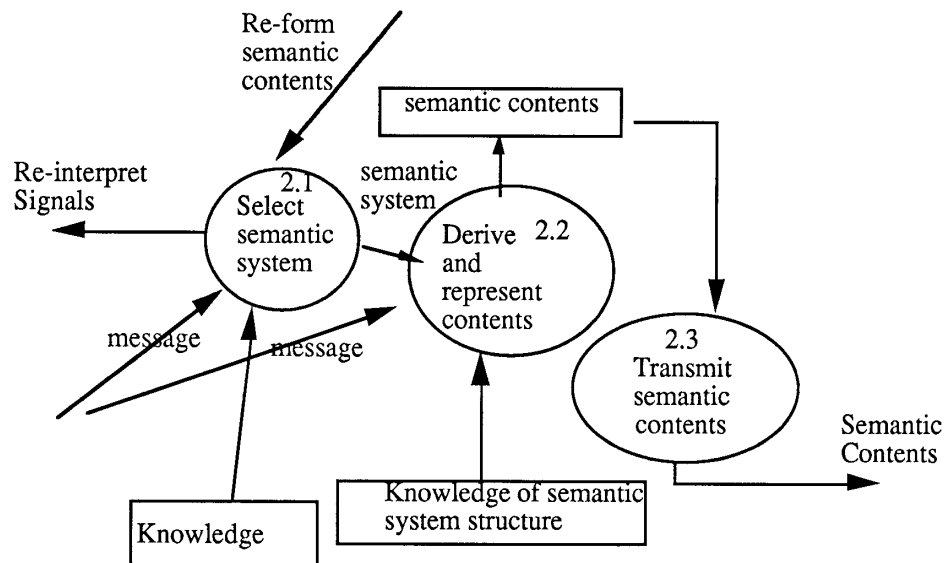 Re-form
semantic
contents
semantic contents
Re-interpret
Signals
2.1
Select
semantic
system
semantic
system
Derive 2.2
and
represent
contents
message
message
2.3
Transmit
semantic
contents
Semantic
Contents
Knowledge
Knowledge of semantic
system structure